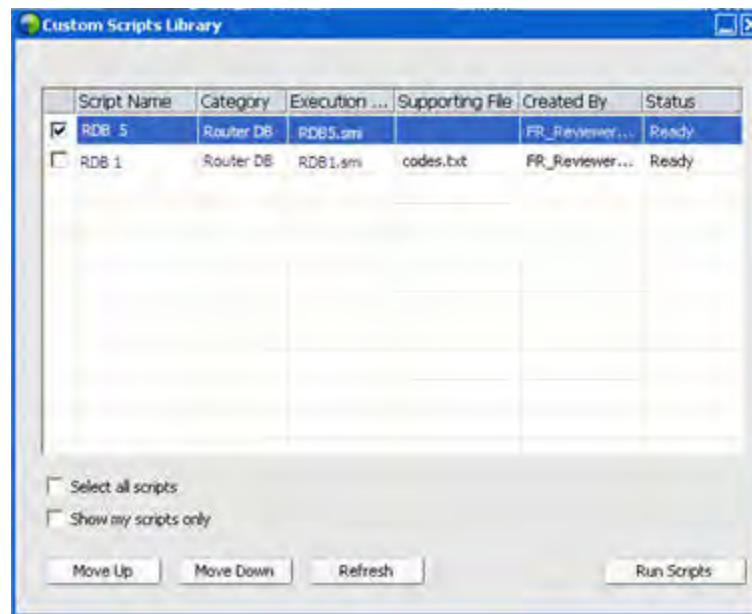 Custom Scripts Library
Script Name Category Execution ... Supporting File Created By Status
RDB 5 Router DB RDB5.smi FR_Reviewer... Ready
RDB 1 Router DB RDB1.smi codes.txt FR_Reviewer... Ready
Select all scripts
Show my scripts only
Move Up Move Down Refresh Run Scripts